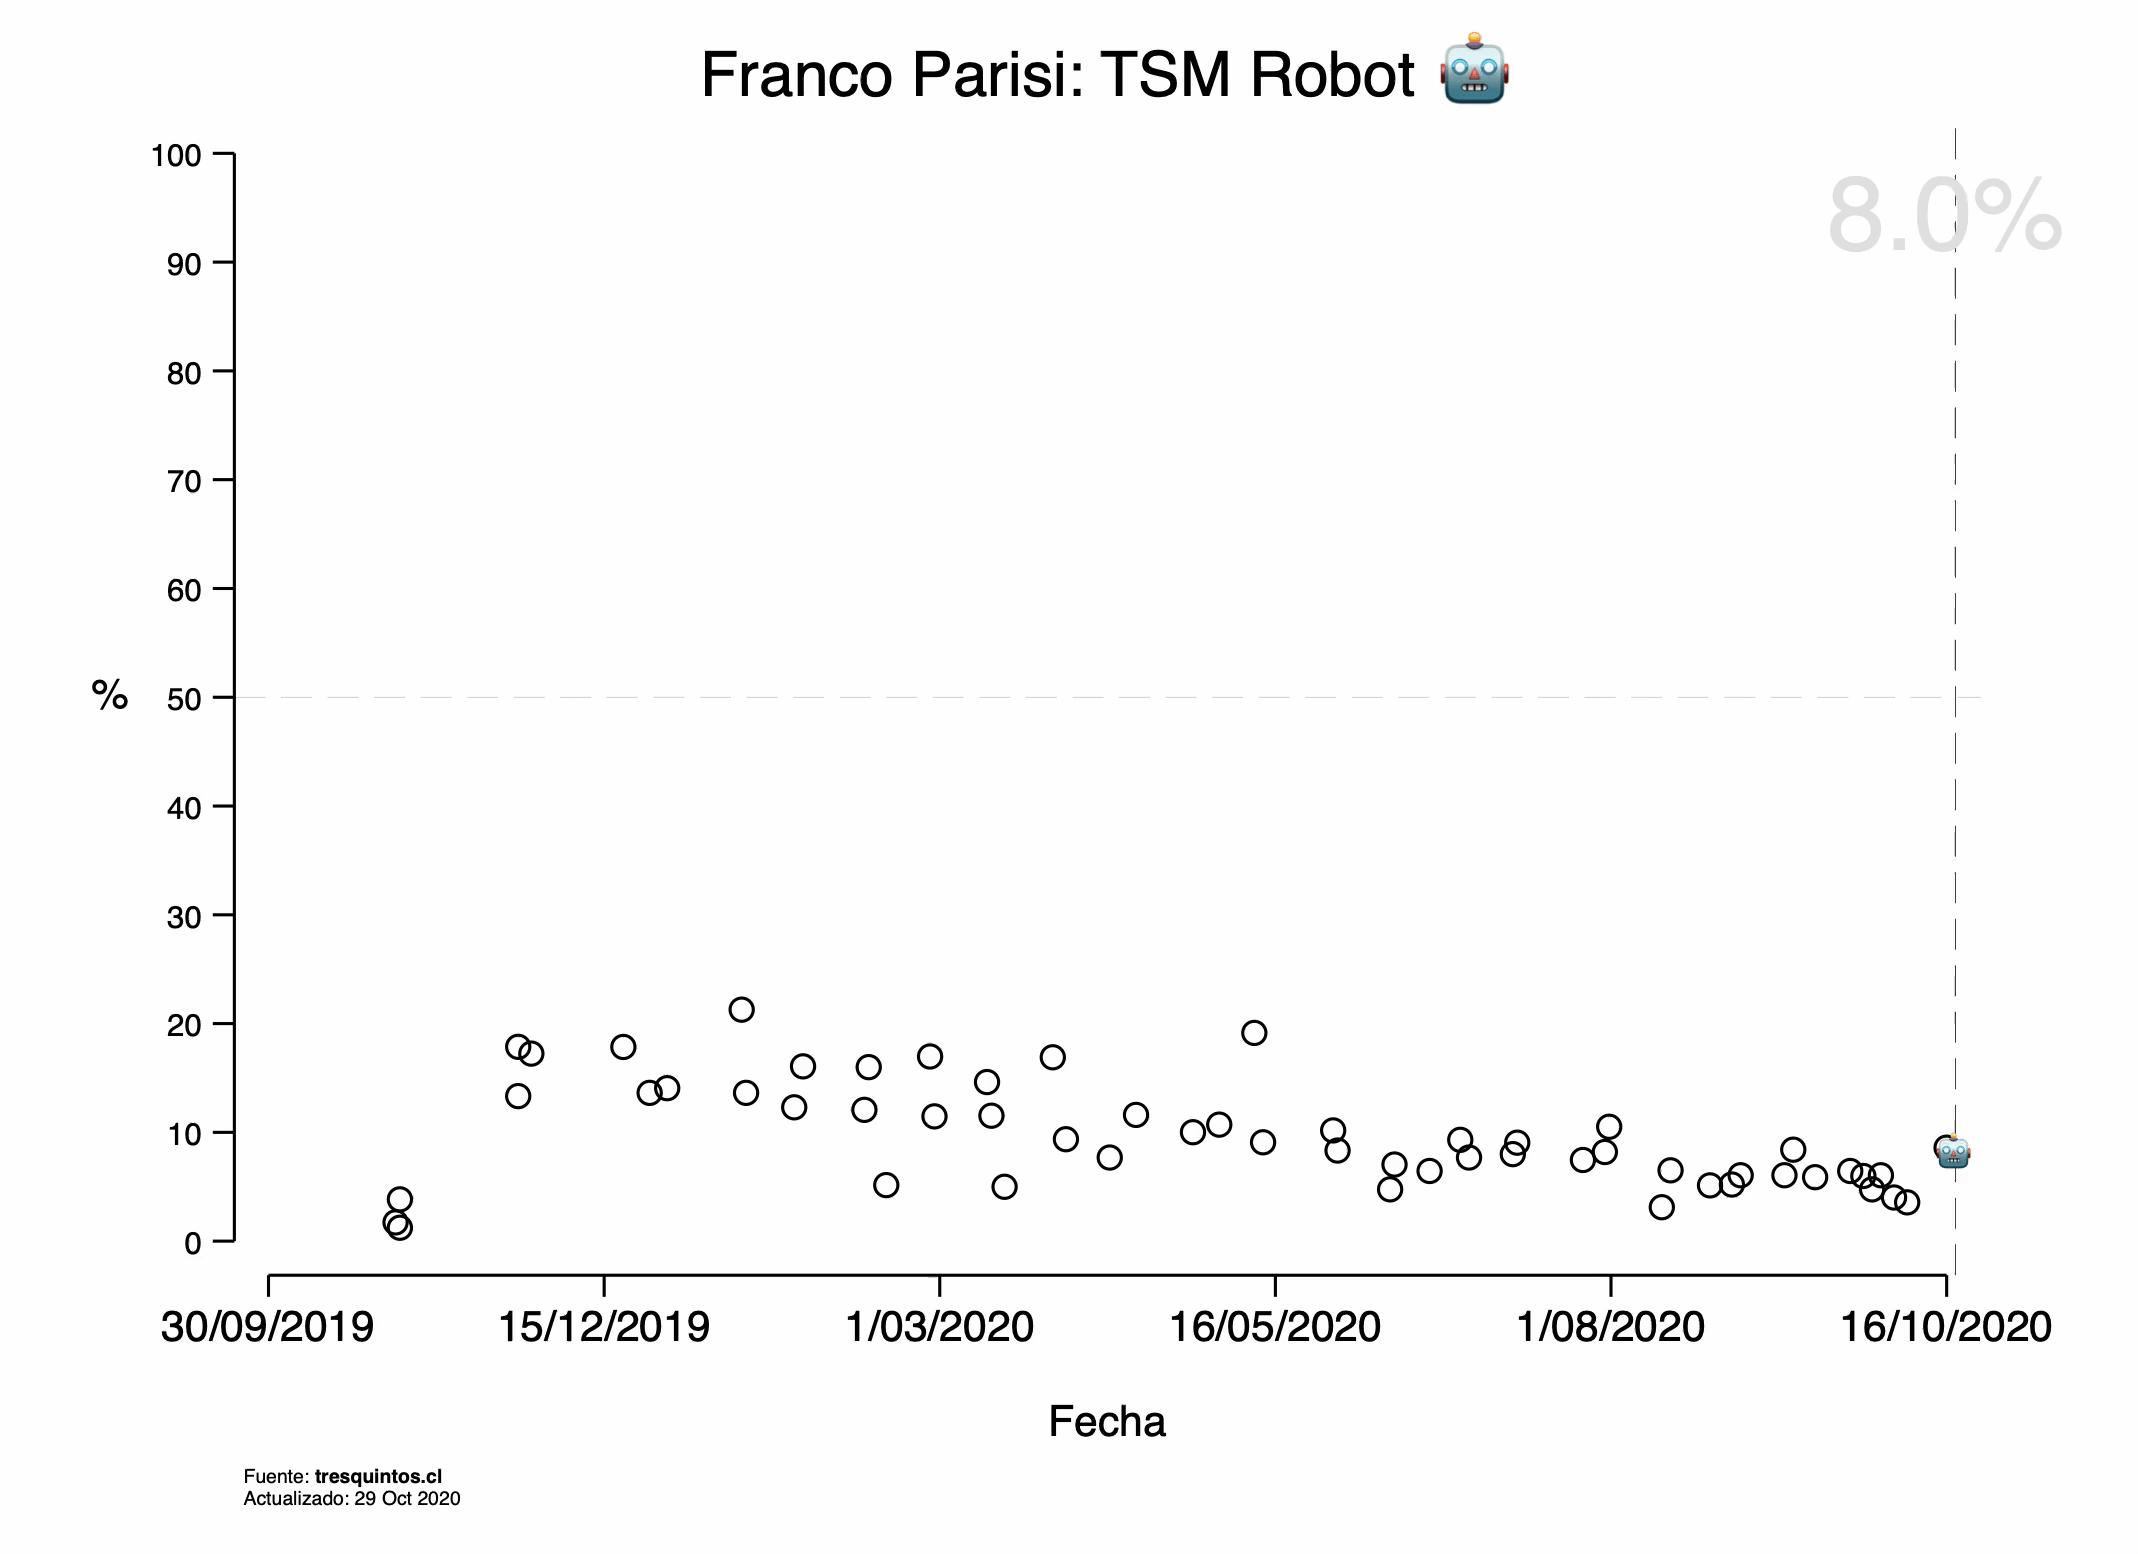 Franco Parisi: TSM Robot 🤖
8.0%
100
90
80
70
60
50
40
30
20
10
0
%
30/09/2019 15/12/2019 1/03/2020 16/05/2020 1/08/2020 16/10/2020
Fecha
Fuente: tresquintos.cl
Actualizado: 29 Oct 2020